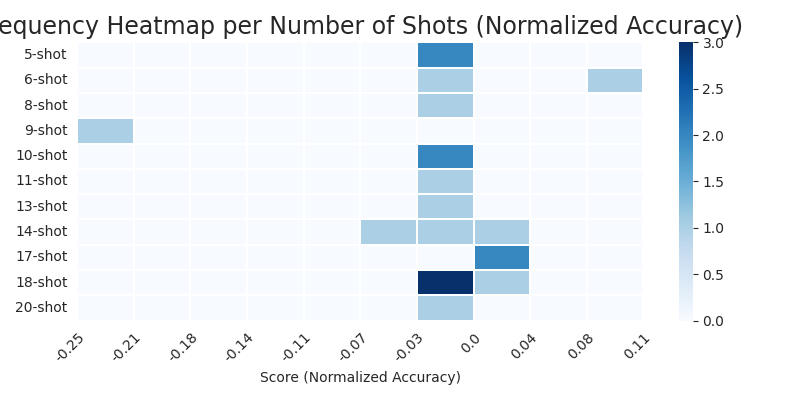 equency Heatmap per Number of Shots (Normalized Accuracy)
5-shot
6-shot
8-shot
9-shot
10-shot
11-shot
13-shot
14-shot
17-shot
18-shot
20-shot
-0.25 -0.21 -0.18 -0.14 -0.11 -0.07 -0.03 0.0 0.04 0.08 0.11
Score (Normalized Accuracy)
3.0
2.5
2.0
1.5
1.0
0.5
0.0